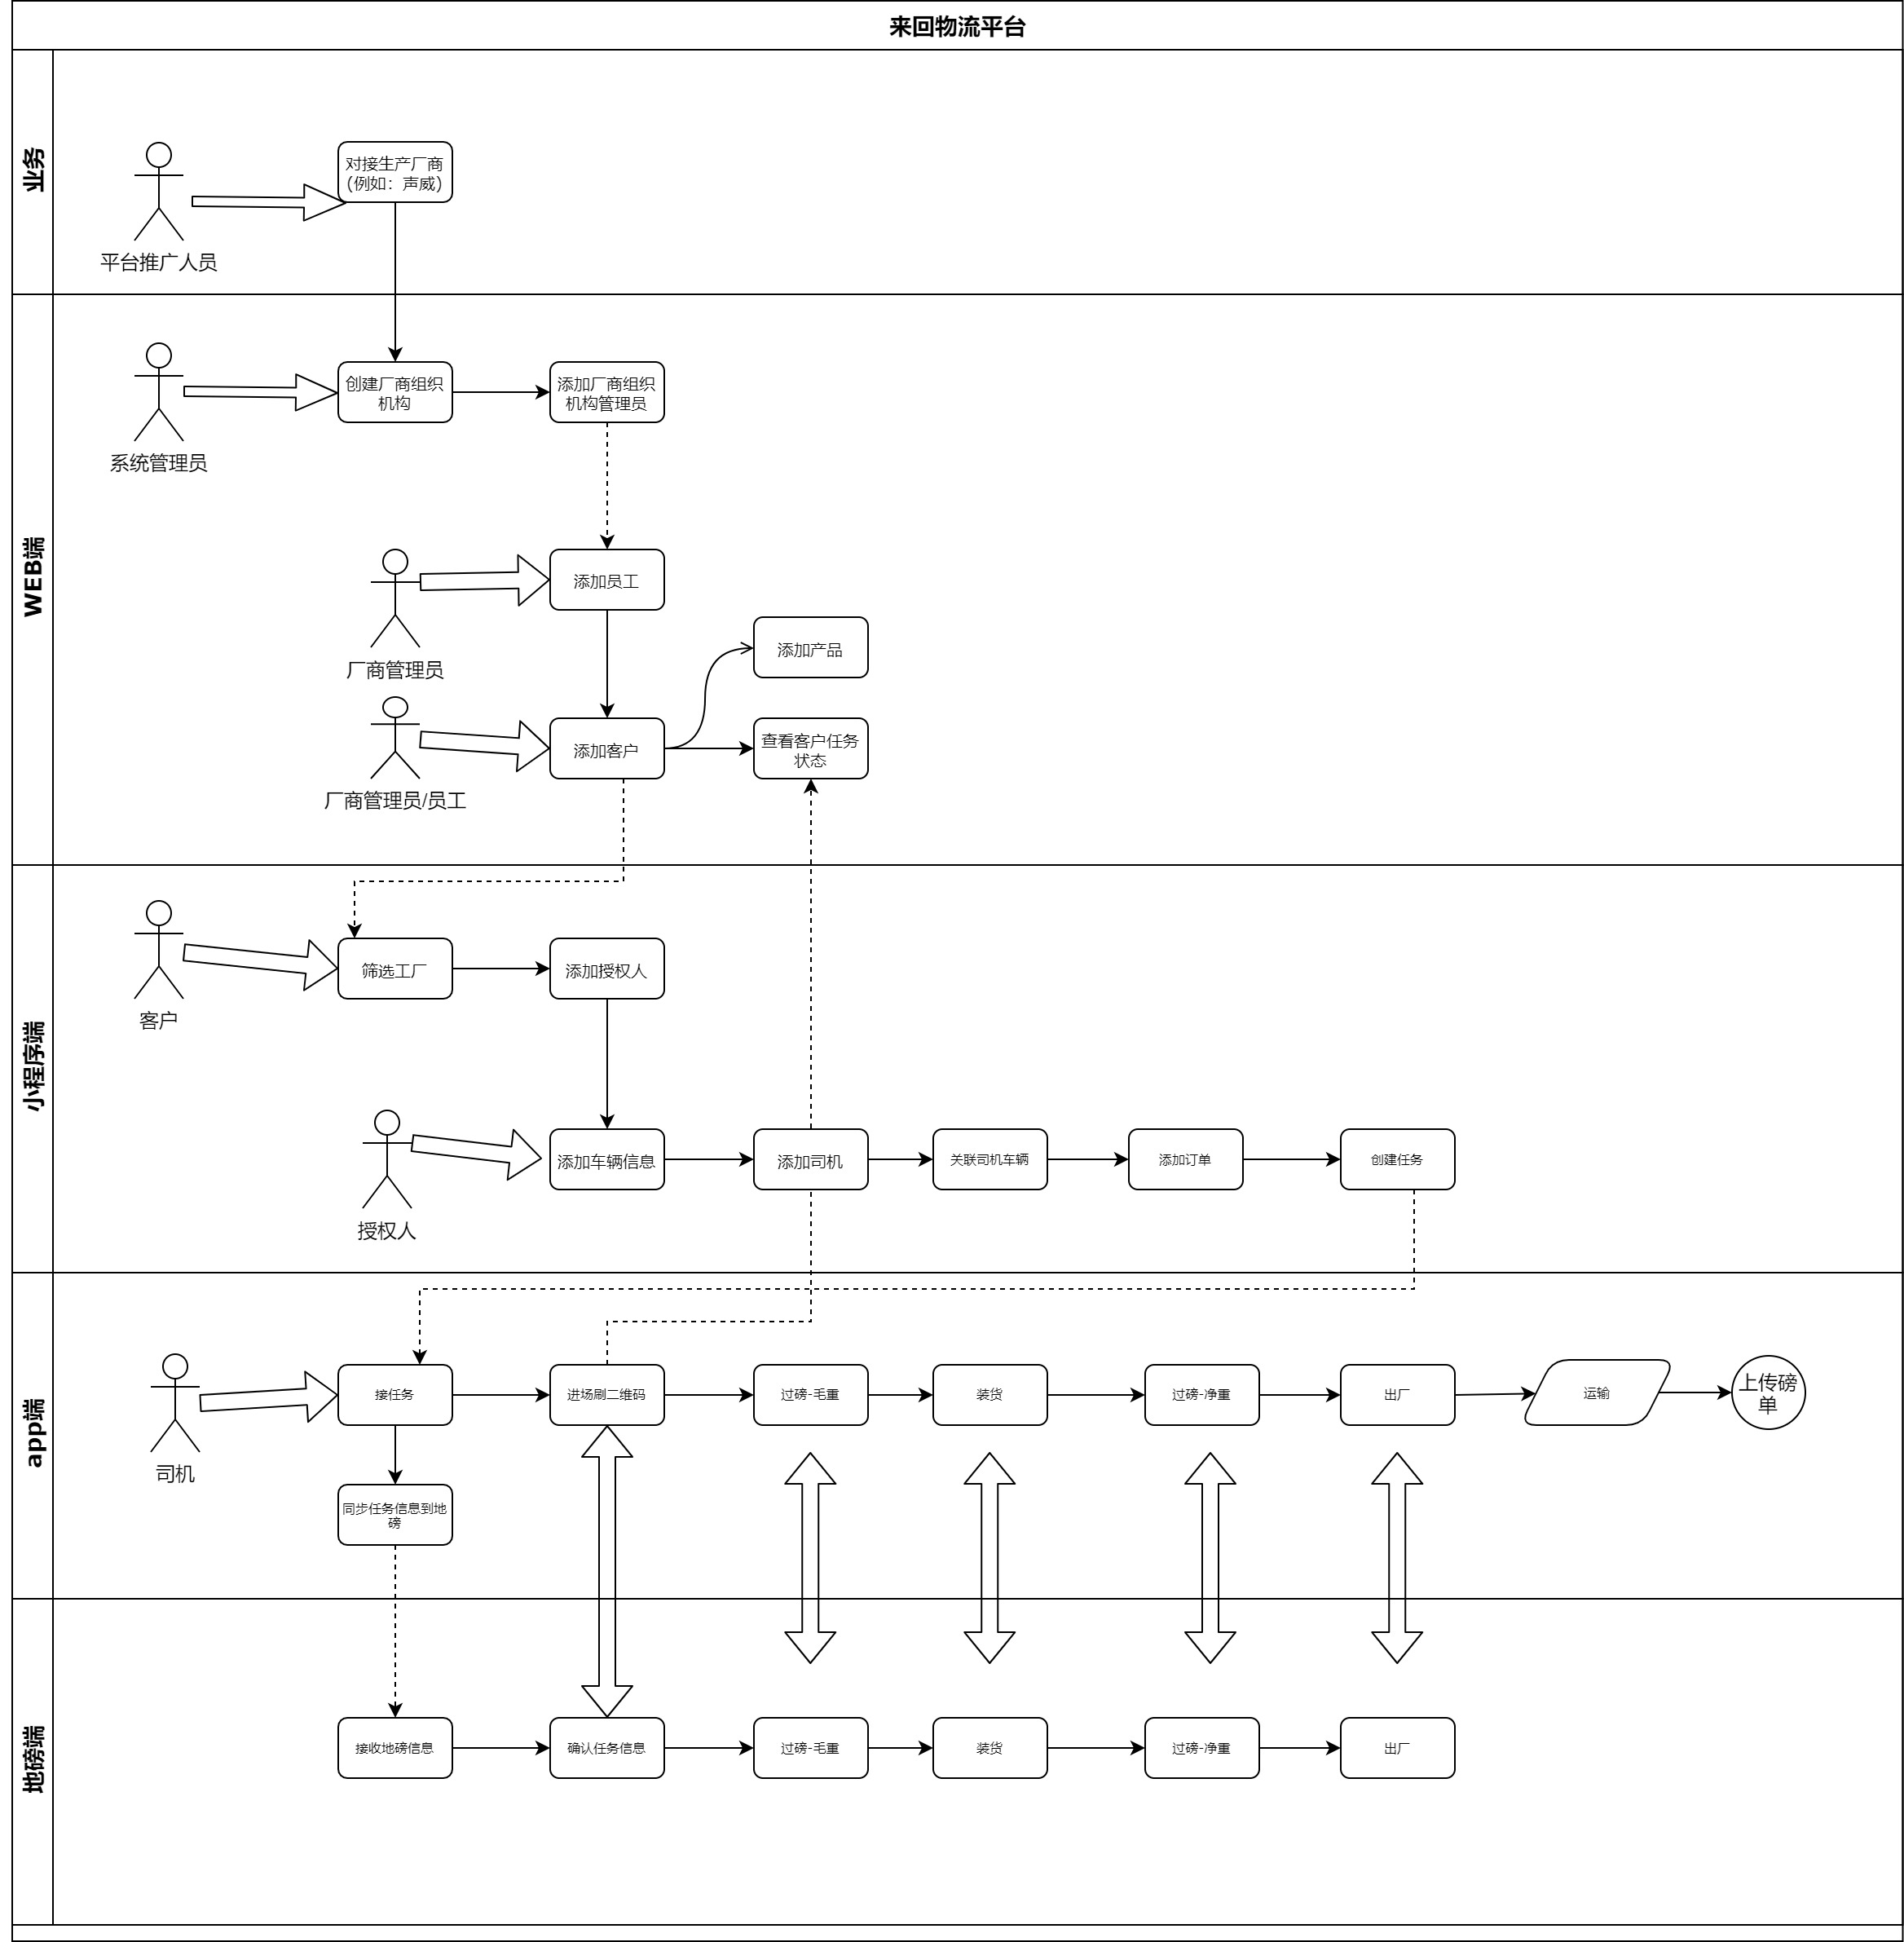 来回物流平台
业务
对接生产厂商
(例如：声威)
平台推广人员
WEB端
创建厂商组织
机构
添加厂商组织
机构管理员
系统管理员
添加员工
厂商管理员
添加产品
添加客户
查看客户任务
状态
厂商管理员/员工
小程序端
筛选工厂
添加授权人
客户
添加车辆信息
添加司机
关联司机车辆
添加订单
创建任务
授权人
app端
接任务
进场刷二维码
过磅-毛重
装货
过磅-净重
出厂
运输
上传磅
单
司机
同步任务信息到地
磅
地磅端
接收地磅信息
确认任务信息
过磅-毛重
装货
过磅-净重
出厂